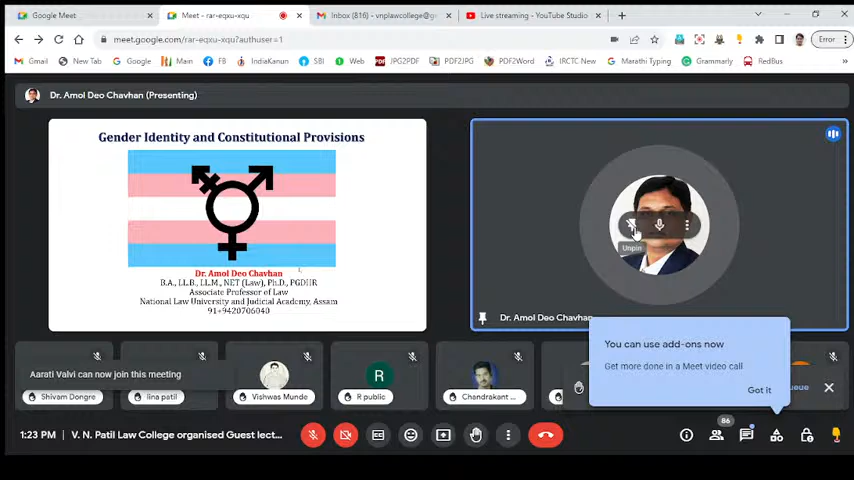 Google Meet
Meet - rar-eqxu-xqu
Inbox (816) - vnplawcollege@g
Live streaming - YouTube Studio
meet.google.com/rar-eqxu-xqu?authuser=1
Error
Gmail
New Tab
Google
Main
FB
IndiaKanun
SBI
Web
JPG2PDF
PDF2JPG
PDF2Word
IRCTC New
Marathi Typing
Grammarly
RedBus
Dr. Amol Deo Chavhan (Presenting)
Gender Identity and Constitutional Provisions
Dr. Amol Deo Chavhan
B.A., LL.B., LL.M., NET (Law), Ph.D., PGDHR
Associate Professor of Law
National Law University and Judicial Academy, Assam
91+9420706040
Unpin
Dr. Amol Deo Chavhan
You can use add-ons now
Get more done in a Meet video call
Got it
Aarati Valvi can now join this meeting
R
Shivam Dongre
lina patil
Vishwas Munde
R public
Chandrakant ...
86
1:23 PM | V. N. Patil Law College organised Guest lect...